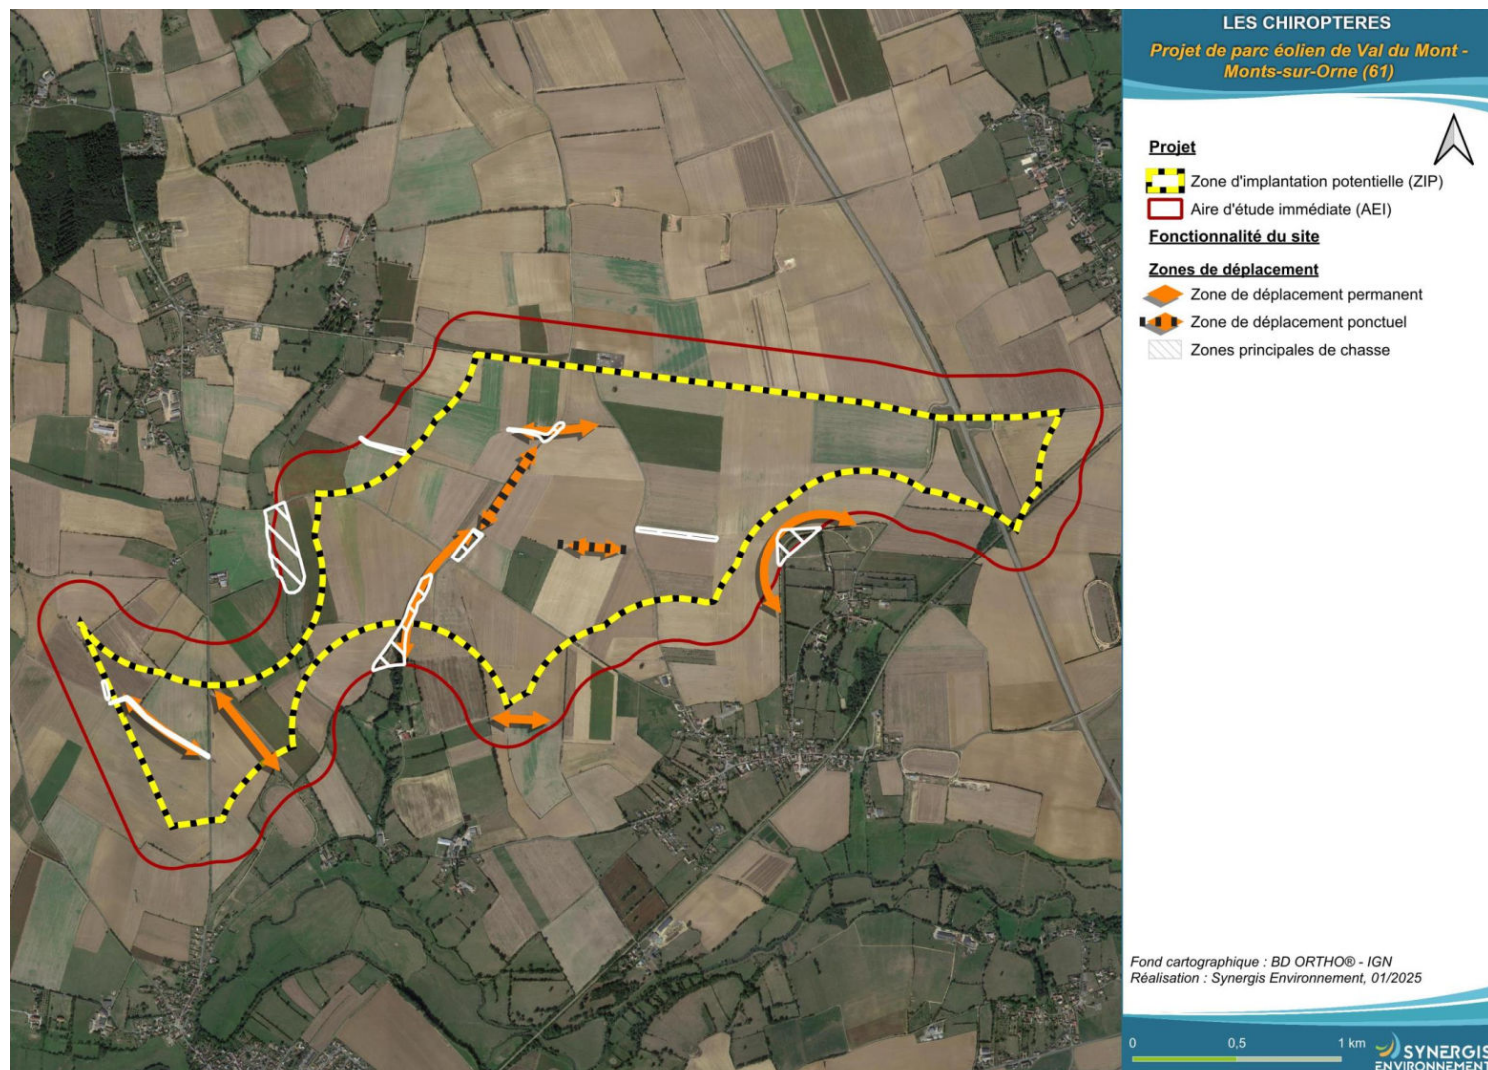 LES CHIROPTERES
Projet de parc éolien de Val du Mont -
Monts-sur-Orne (61)
Projet
Zone d'implantation potentielle (ZIP)
Aire d'étude immédiate (AEI)
Fonctionnalité du site
Zones de déplacement
Zone de déplacement permanent
Zone de déplacement ponctuel
Zones principales de chasse
Fond cartographique : BD ORTHO® - IGN
Réalisation : Synergis Environnement, 01/2025
0 0,5 1 km
SYNERGIS
ENVIRONNEMENT